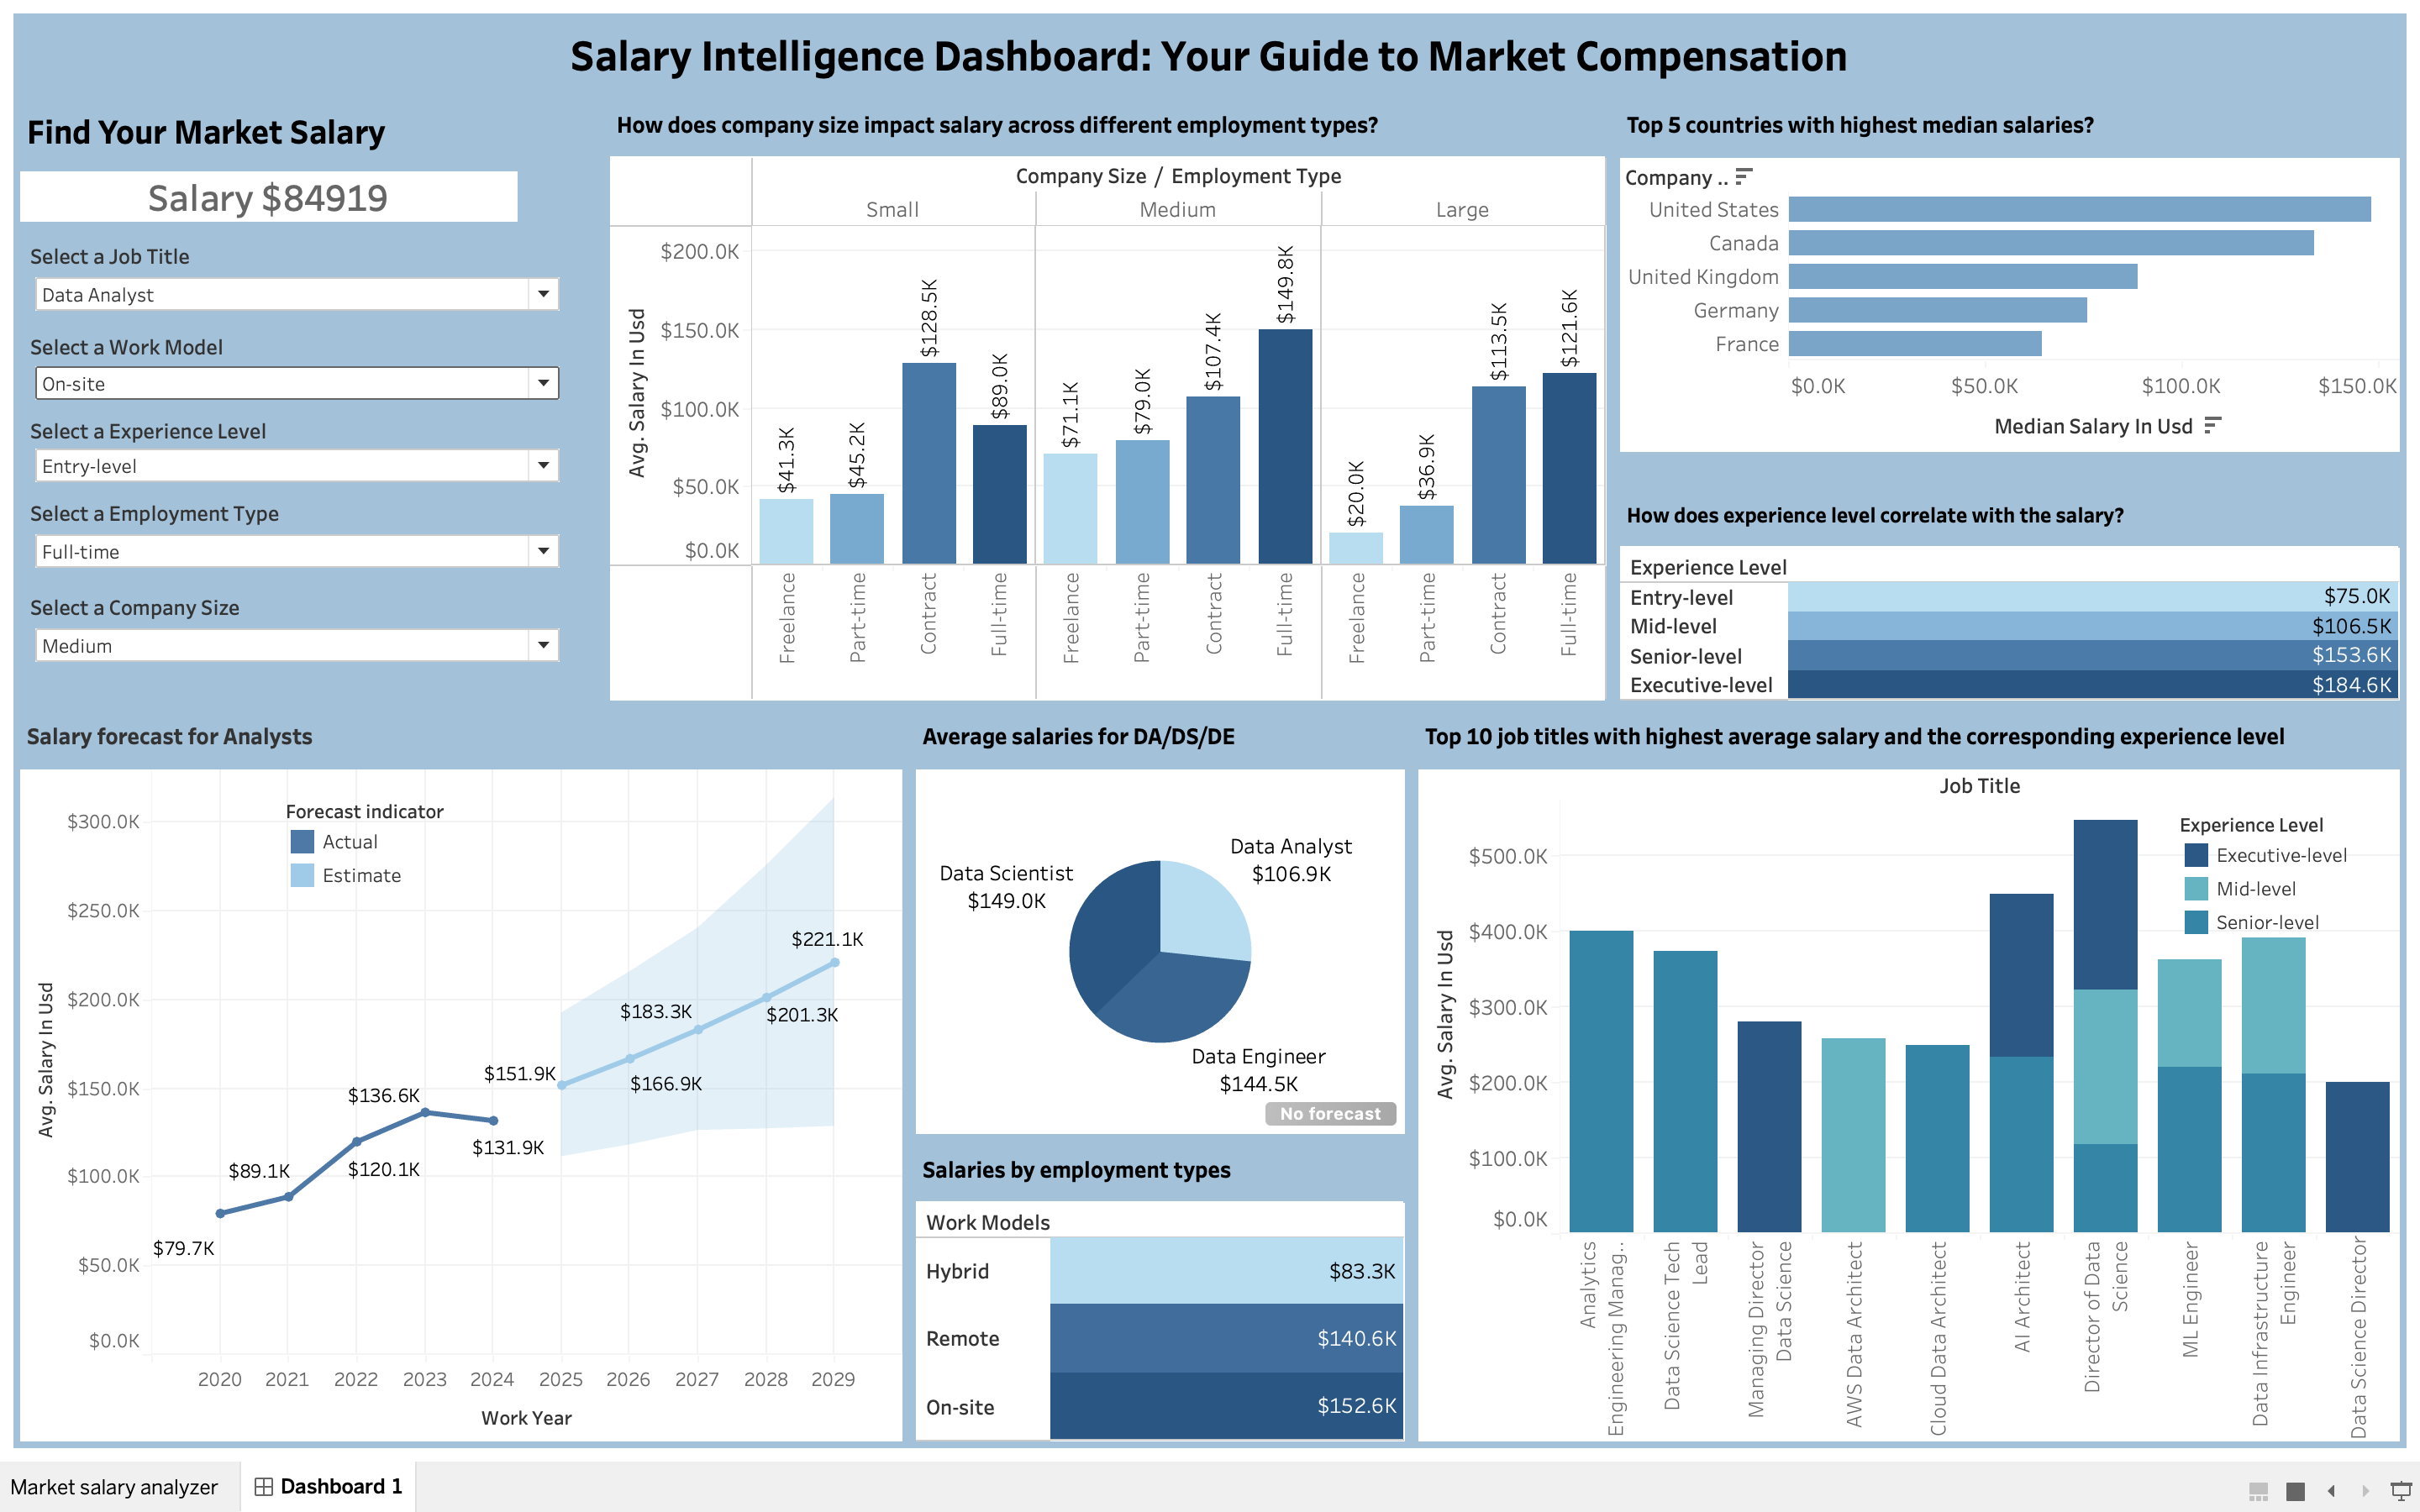 Salary Intelligence Dashboard: Your Guide to Market Compensation
Find Your Market Salary
Salary $84919
Select a Job Title
Data Analyst
Select a Work Model
On-site
Select a Experience Level
Entry-level
Select a Employment Type
Full-time
Select a Company Size
Medium
How does company size impact salary across different employment types?
Company Size / Employment Type
Small Medium Large
Avg. Salary In Usd
$200.0K
$150.0K
$100.0K
$50.0K
$0.0K
$41.3K
$45.2K
$128.5K
$89.0K
$71.1K
$79.0K
$107.4K
$149.8K
$20.0K
$36.9K
$113.5K
$121.6K
Freelance
Part-time
Contract
Full-time
Freelance
Part-time
Contract
Full-time
Freelance
Part-time
Contract
Full-time
Top 5 countries with highest median salaries?
Company ..
United States
Canada
United Kingdom
Germany
France
$0.0K $50.0K $100.0K $150.0K
Median Salary In Usd
How does experience level correlate with the salary?
Experience Level
Entry-level $75.0K
Mid-level $106.5K
Senior-level $153.6K
Executive-level $184.6K
Salary forecast for Analysts
Forecast indicator
Actual
Estimate
Avg. Salary In Usd
$300.0K
$250.0K
$200.0K
$150.0K
$100.0K
$50.0K
$0.0K
$79.7K
$89.1K
$120.1K
$136.6K
$131.9K
$151.9K
$166.9K
$183.3K
$201.3K
$221.1K
2020 2021 2022 2023 2024 2025 2026 2027 2028 2029
Work Year
Average salaries for DA/DS/DE
Data Analyst
$106.9K
Data Scientist
$149.0K
Data Engineer
$144.5K
No forecast
Salaries by employment types
Work Models
Hybrid $83.3K
Remote $140.6K
On-site $152.6K
Top 10 job titles with highest average salary and the corresponding experience level
Job Title
Experience Level
Executive-level
Mid-level
Senior-level
Avg. Salary In Usd
$500.0K
$400.0K
$300.0K
$200.0K
$100.0K
$0.0K
Analytics
Engineering Manag..
Data Science Tech
Lead
Managing Director
Data Science
AWS Data Architect
Cloud Data Architect
AI Architect
Director of Data
Science
ML Engineer
Data Infrastructure
Engineer
Data Science Director
Market salary analyzer
Dashboard 1